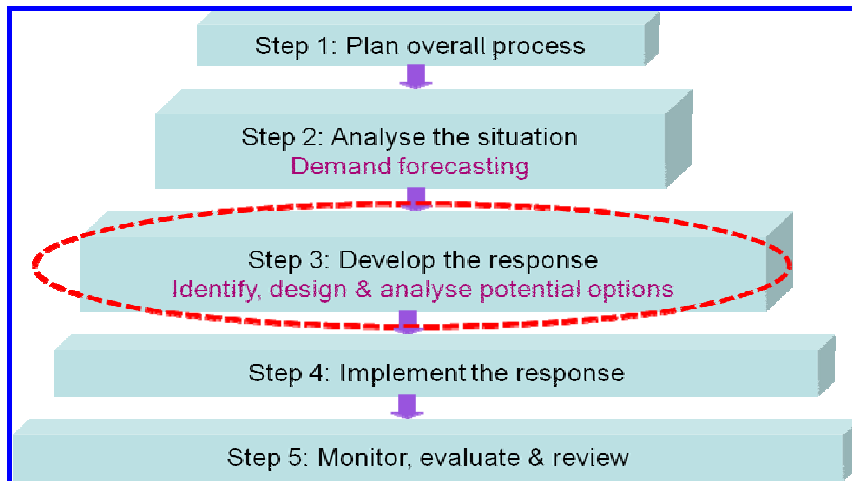 Step 1: Plan overall process
Step 2: Analyse the situation
Demand forecasting
Step 3: Develop the response
Identify, design & analyse potential options
Step 4: Implement the response
Step 5: Monitor, evaluate & review